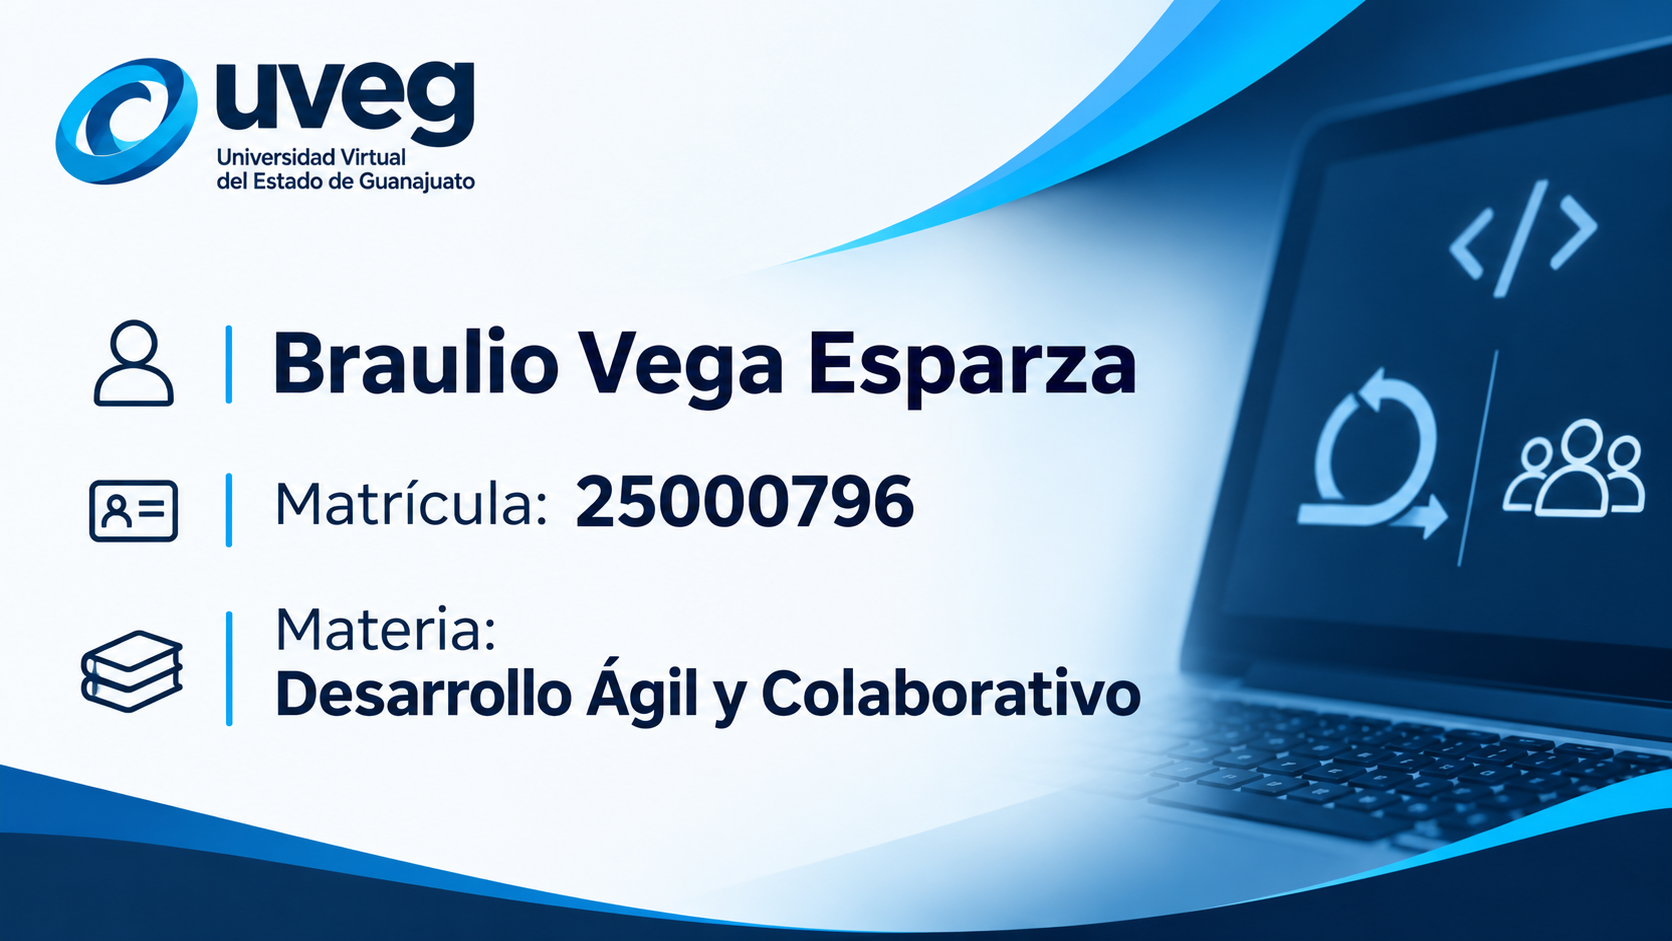 uveg
Universidad Virtual
del Estado de Guanajuato
Braulio Vega Esparza
Matrícula: 25000796
Materia:
Desarrollo Ágil y Colaborativo
</>